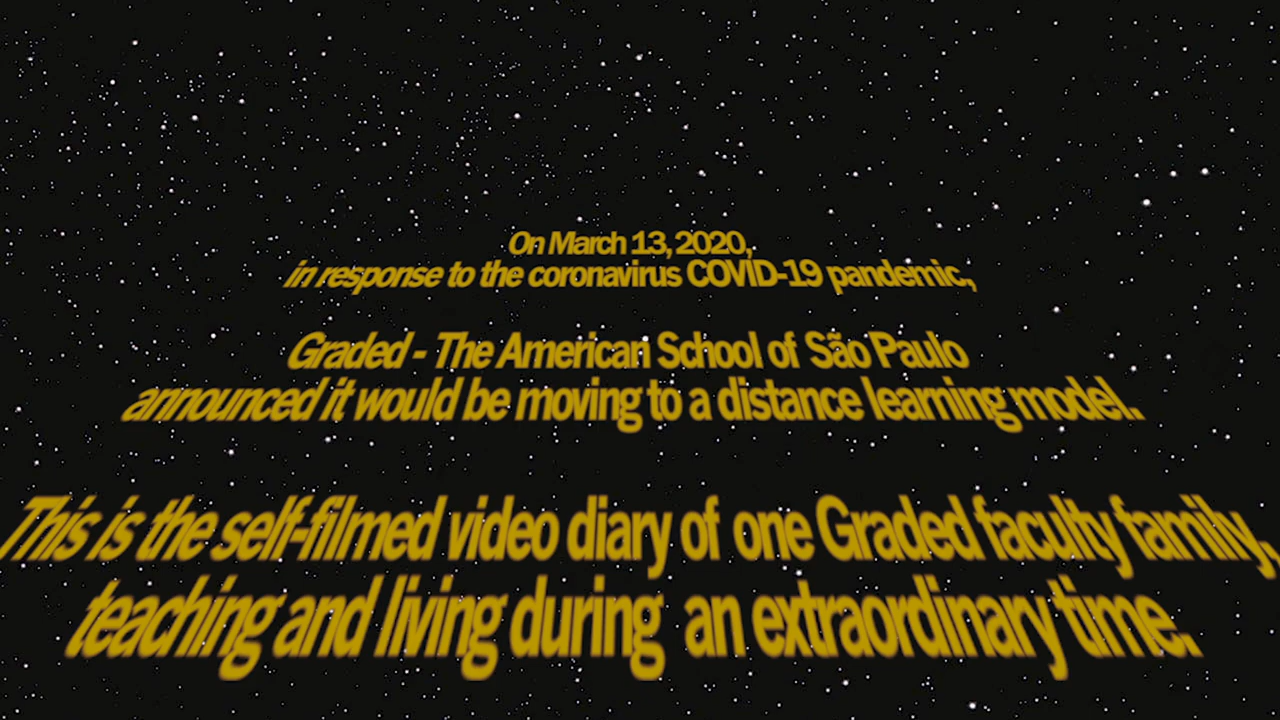 On March 13, 2020,
in response to the coronavirus COVID-19 pandemic,
Graded - The American School of São Paulo
announced it would be moving to a distance learning model.
This is the self-filmed video diary of one Graded faculty family,
teaching and living during an extraordinary time.